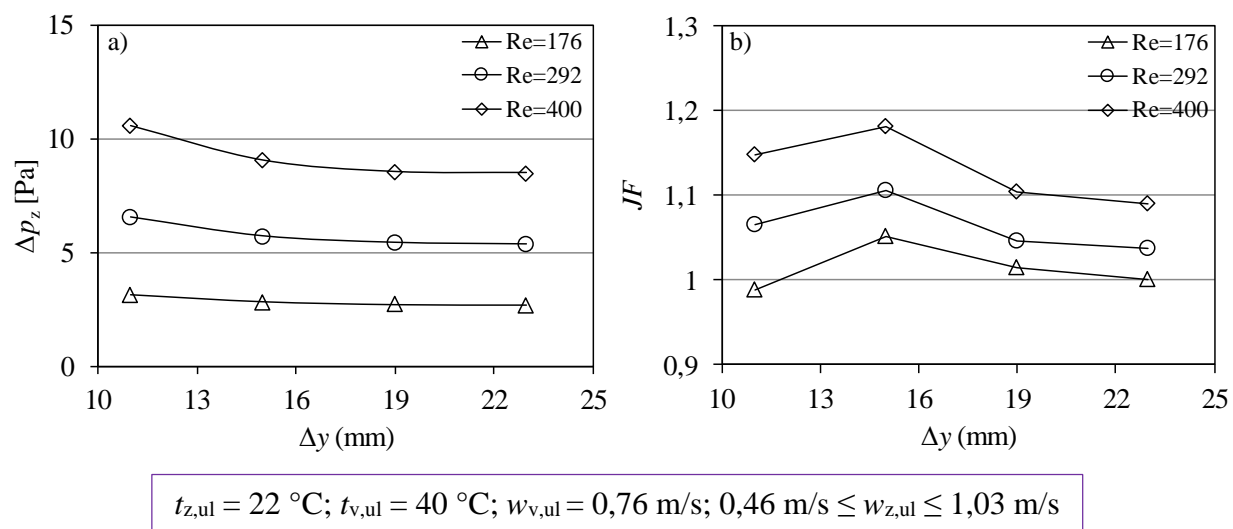 a)
Re=176
Re=292
Re=400
15
10
5
0
Δp_z [Pa]
10 13 16 19 22 25
Δy (mm)
b)
Re=176
Re=292
Re=400
1,3
1,2
1,1
1
0,9
JF
10 13 16 19 22 25
Δy (mm)
t_z,ul = 22 °C; t_v,ul = 40 °C; w_v,ul = 0,76 m/s; 0,46 m/s ≤ w_z,ul ≤ 1,03 m/s